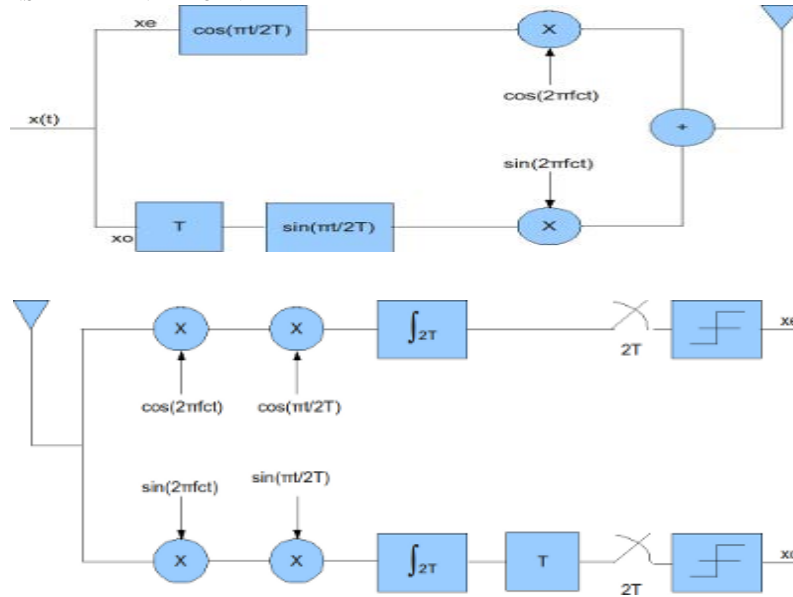 xe
cos(πt/2T)
X
cos(2πfct)
x(t)
+
sin(2πfct)
xo
T
sin(πt/2T)
X
X
X
∫2T
2T
xe
cos(2πfct)
cos(πt/2T)
sin(2πfct)
sin(πt/2T)
X
X
∫2T
T
2T